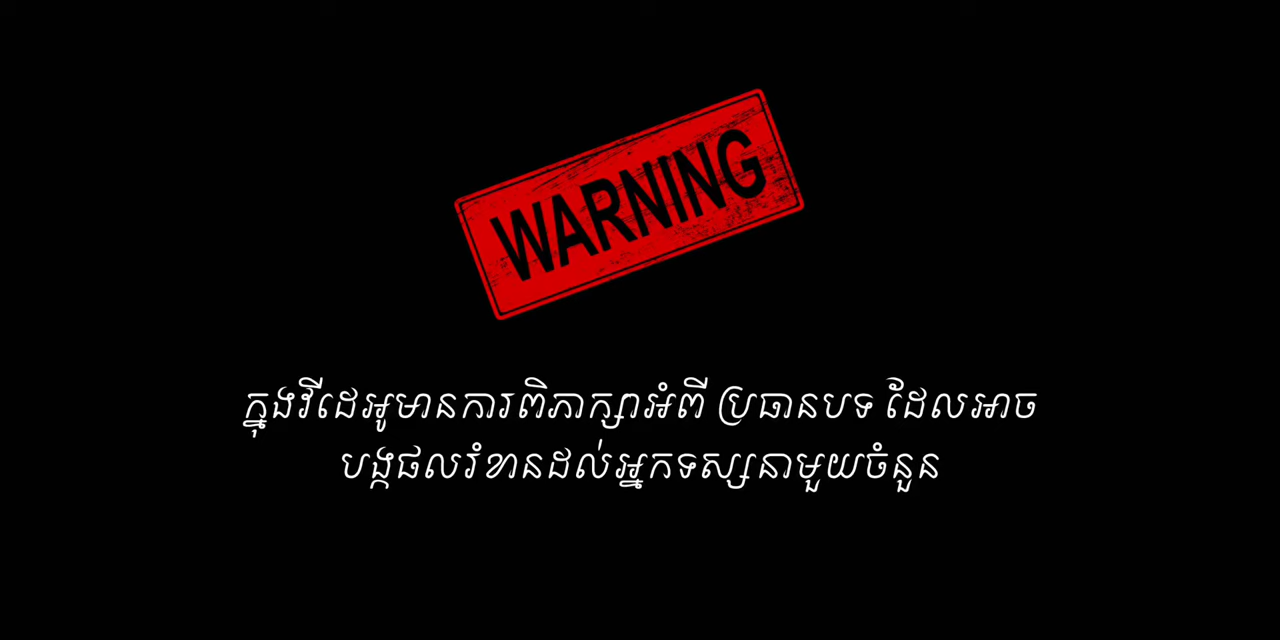 WARNING
ក្នុងវីដេអូមានការពិភាក្សាអំពី ប្រធានបទ ដែលអាច
បង្កផលរំខានដល់អ្នកទស្សនាមួយចំនួន